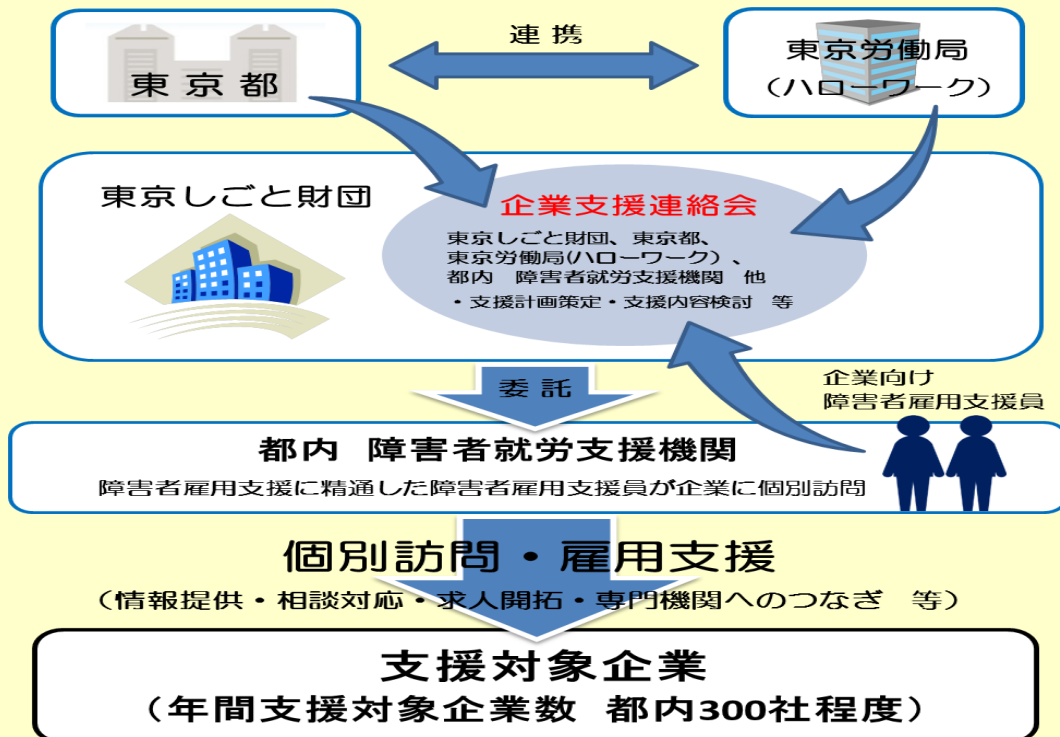 東京都
連携
東京労働局
（ハローワーク）
東京しごと財団
企業支援連絡会
東京しごと財団、東京都、
東京労働局(ハローワーク）、
都内　障害者就労支援機関　他
・支援計画策定・支援内容検討　等
委託
企業向け
障害者雇用支援員
都内　障害者就労支援機関
障害者雇用支援に精通した障害者雇用支援員が企業に個別訪問
個別訪問・雇用支援
（情報提供・相談対応・求人開拓・専門機関へのつなぎ　等）
支援対象企業
（年間支援対象企業数　都内300社程度）